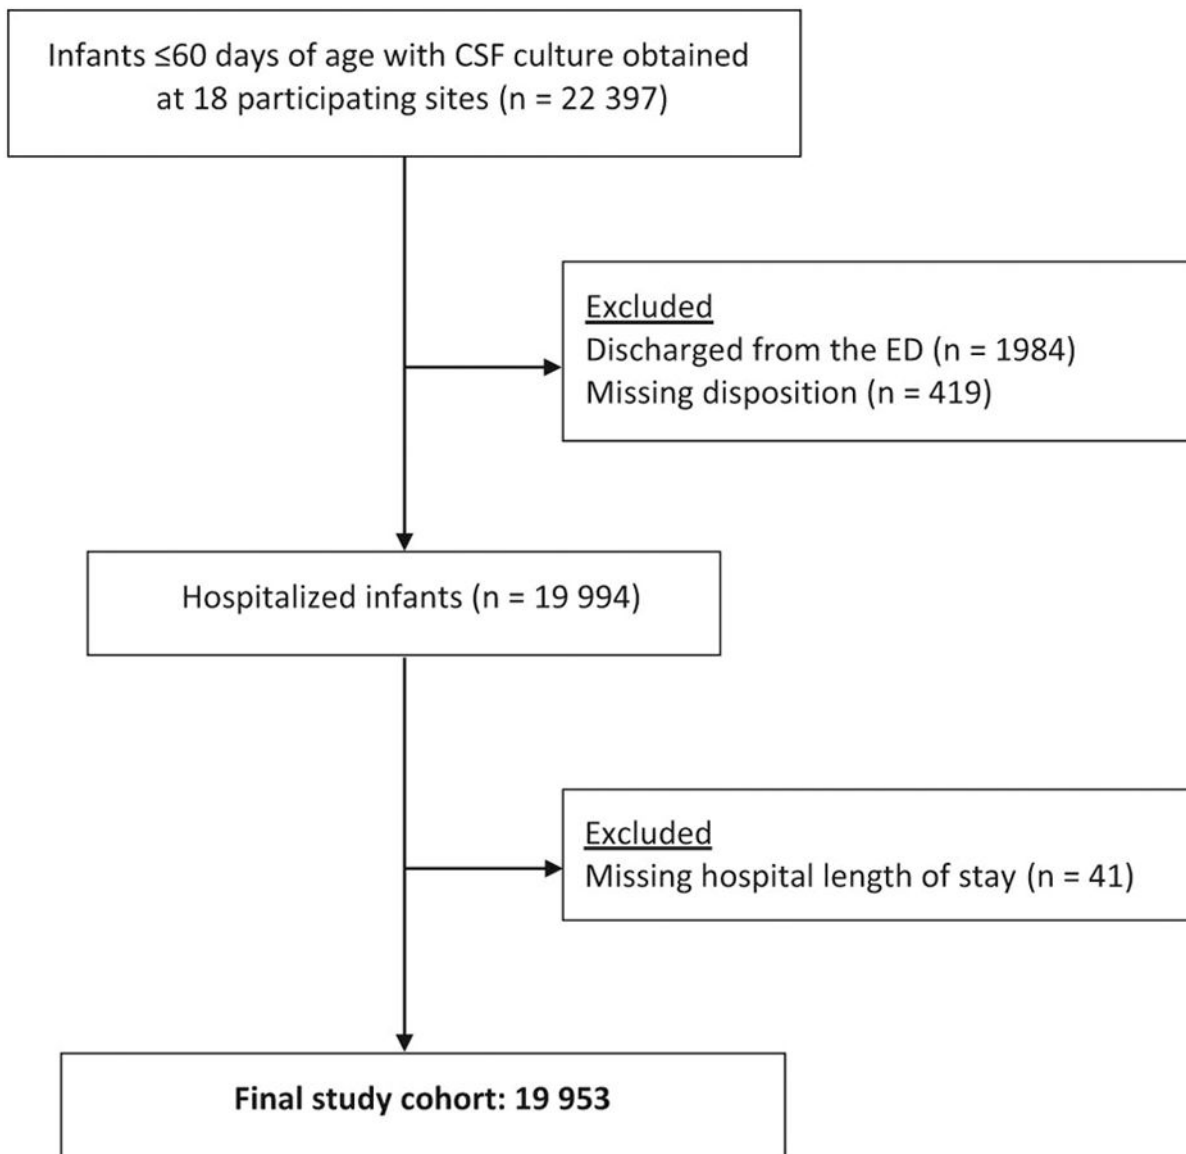 Infants ≤60 days of age with CSF culture obtained
at 18 participating sites (n = 22 397)
Excluded
Discharged from the ED (n = 1984)
Missing disposition (n = 419)
Hospitalized infants (n = 19 994)
Excluded
Missing hospital length of stay (n = 41)
Final study cohort: 19 953